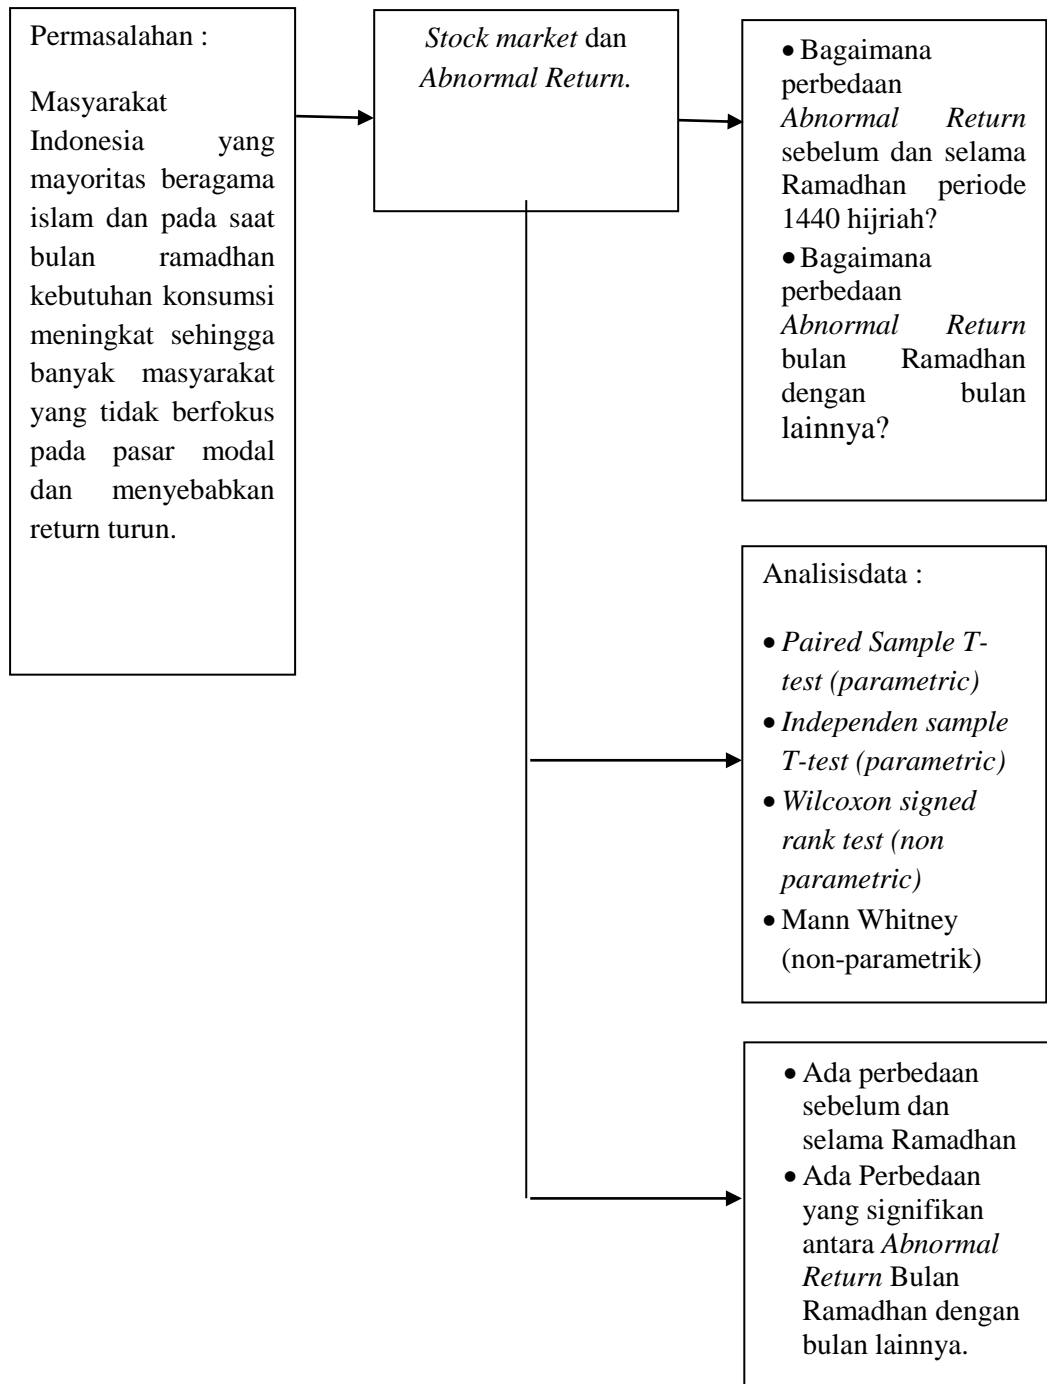 Permasalahan :
Masyarakat
Indonesia yang
mayoritas beragama
islam dan pada saat
bulan ramadhan
kebutuhan konsumsi
meningkat sehingga
banyak masyarakat
yang tidak berfokus
pada pasar modal
dan menyebabkan
return turun.
Stock market dan
Abnormal Return.
• Bagaimana
perbedaan
Abnormal Return
sebelum dan selama
Ramadhan periode
1440 hijriah?
• Bagaimana
perbedaan
Abnormal Return
bulan Ramadhan
dengan bulan
lainnya?
Analisisdata :
• Paired Sample T-
test (parametric)
• Independen sample
T-test (parametric)
• Wilcoxon signed
rank test (non
parametric)
• Mann Whitney
(non-parametrik)
• Ada perbedaan
sebelum dan
selama Ramadhan
• Ada Perbedaan
yang signifikan
antara Abnormal
Return Bulan
Ramadhan dengan
bulan lainnya.